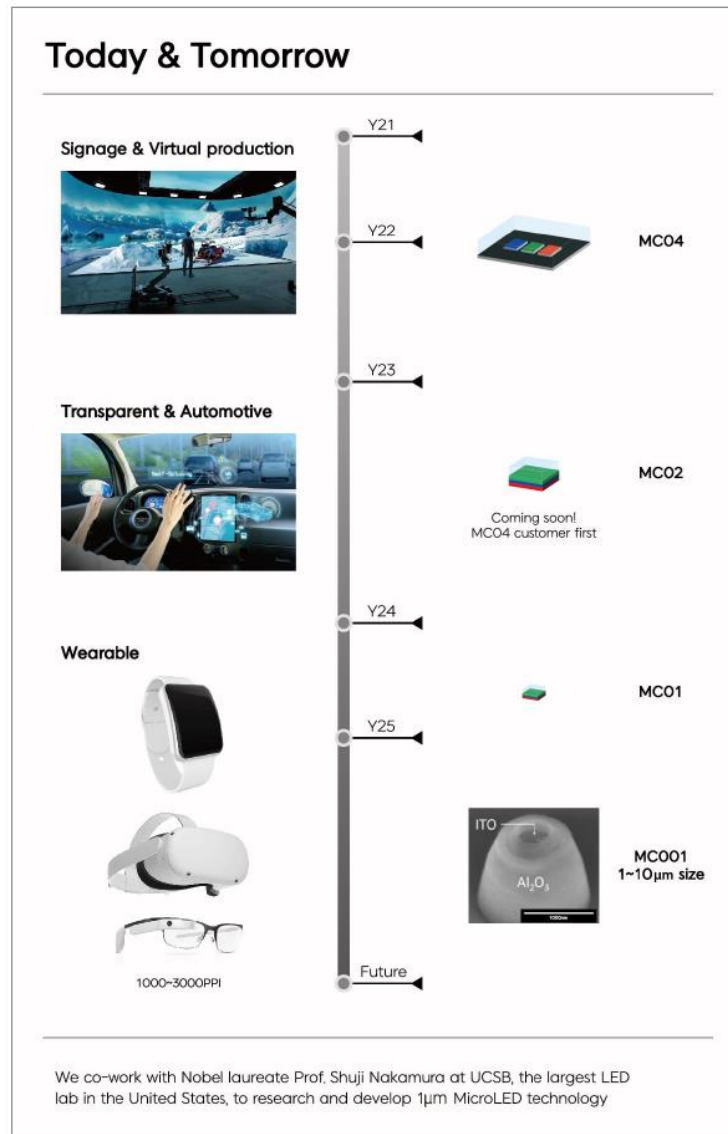 Today & Tomorrow
Y21
Signage & Virtual production
Y22
MC04
Y23
Transparent & Automotive
MC02
Coming soon!
MC04 customer first
Y24
Wearable
MC01
Y25
ITO
Al₂O₃
1000nm
MC001
1~10μm size
1000~3000PPI
Future
We co-work with Nobel laureate Prof. Shuji Nakamura at UCSB, the largest LED
lab in the United States, to research and develop 1μm MicroLED technology